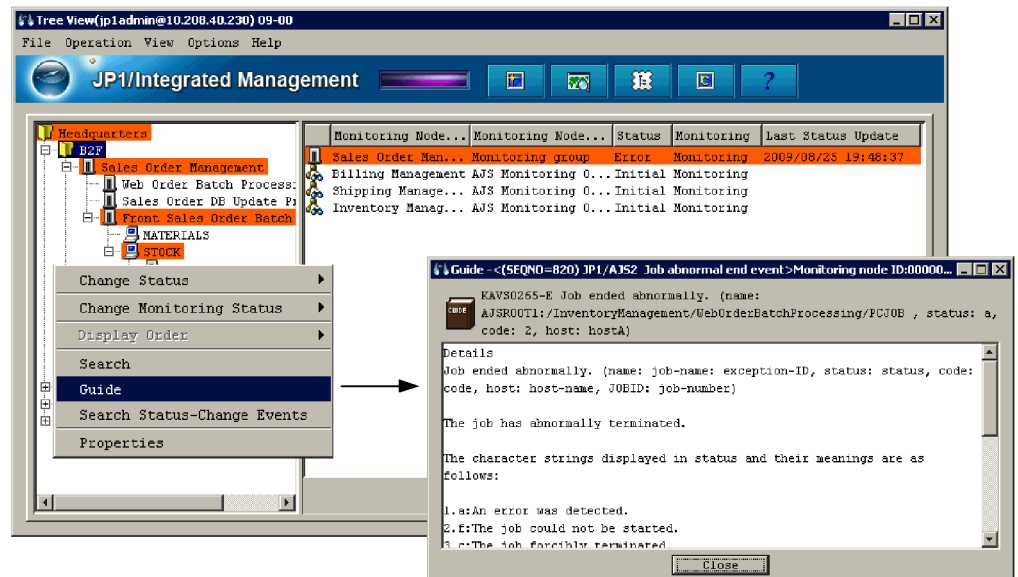 Tree View(jp1admin@10.208.40.230) 09-00
File Operation View Options Help
JP1/Integrated Management
?
Headquarters
B2F
Sales Order Management
Web Order Batch Process:
Sales Order DB Update P
Front Sales Order Batch
MATERIALS
STOCK
Monitoring Node... Monitoring Node... Status Monitoring Last Status Update
Sales Order Man... Monitoring group Error Monitoring 2009/08/25 19:48:37
Billing Management AJS Monitoring O... Initial Monitoring
Shipping Manage... AJS Monitoring O... Initial Monitoring
Inventory Manag... AJS Monitoring O... Initial Monitoring
Change Status
Change Monitoring Status
Display Order
Search
Guide
Search Status-Change Events
Properties
Guide - <(SEQNO=820) JP1/AJS2 Job abnormal end event>Monitoring node ID:00000...
GUIDE
KAVS0265-E Job ended abnormally. (name:
AJSROOT1:/InventoryManagement/WebOrderBatchProcessing/PCJOB , status: a,
code: 2, host: hostA)
Details
Job ended abnormally. (name: job-name: exception-ID, status: status, code:
code, host: host-name, JOBID: job-number)
The job has abnormally terminated.
The character strings displayed in status and their meanings are as
follows:
1.a:An error was detected.
2.f:The job could not be started.
3.c:The job forcibly terminated
Close